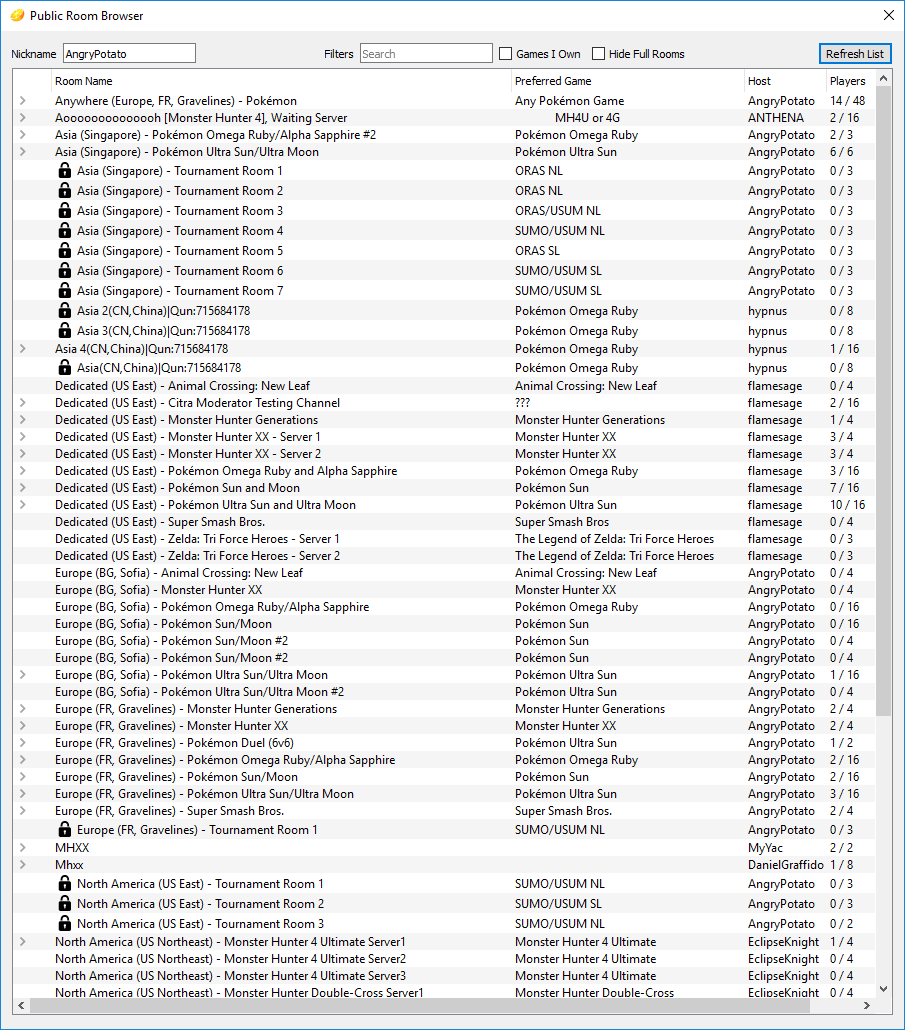 Public Room Browser
Nickname AngryPotato Filters Search Games I Own Hide Full Rooms Refresh List
Room Name Preferred Game Host Players
Anywhere (Europe, FR, Gravelines) - Pokémon Any Pokémon Game AngryPotato 14 / 48
Aoooooooooooooh [Monster Hunter 4], Waiting Server MH4U or 4G ANTHENA 2 / 16
Asia (Singapore) - Pokémon Omega Ruby/Alpha Sapphire #2 Pokémon Omega Ruby AngryPotato 2 / 3
Asia (Singapore) - Pokémon Ultra Sun/Ultra Moon Pokémon Ultra Sun AngryPotato 6 / 6
Asia (Singapore) - Tournament Room 1 ORAS NL AngryPotato 0 / 3
Asia (Singapore) - Tournament Room 2 ORAS NL AngryPotato 0 / 3
Asia (Singapore) - Tournament Room 3 ORAS/USUM NL AngryPotato 0 / 3
Asia (Singapore) - Tournament Room 4 SUMO/USUM NL AngryPotato 0 / 3
Asia (Singapore) - Tournament Room 5 ORAS SL AngryPotato 0 / 3
Asia (Singapore) - Tournament Room 6 SUMO/USUM SL AngryPotato 0 / 3
Asia (Singapore) - Tournament Room 7 SUMO/USUM SL AngryPotato 0 / 3
Asia 2(CN,China)|Qun:715684178 Pokémon Omega Ruby hypnus 0 / 8
Asia 3(CN,China)|Qun:715684178 Pokémon Omega Ruby hypnus 0 / 8
Asia 4(CN,China)|Qun:715684178 Pokémon Omega Ruby hypnus 1 / 16
Asia(CN,China)|Qun:715684178 Pokémon Omega Ruby hypnus 0 / 8
Dedicated (US East) - Animal Crossing: New Leaf Animal Crossing: New Leaf flamesage 0 / 4
Dedicated (US East) - Citra Moderator Testing Channel ??? flamesage 2 / 16
Dedicated (US East) - Monster Hunter Generations Monster Hunter Generations flamesage 1 / 4
Dedicated (US East) - Monster Hunter XX - Server 1 Monster Hunter XX flamesage 3 / 4
Dedicated (US East) - Monster Hunter XX - Server 2 Monster Hunter XX flamesage 3 / 4
Dedicated (US East) - Pokémon Omega Ruby and Alpha Sapphire Pokémon Omega Ruby flamesage 3 / 16
Dedicated (US East) - Pokémon Sun and Moon Pokémon Sun flamesage 7 / 16
Dedicated (US East) - Pokémon Ultra Sun and Ultra Moon Pokémon Ultra Sun flamesage 10 / 16
Dedicated (US East) - Super Smash Bros. Super Smash Bros flamesage 0 / 4
Dedicated (US East) - Zelda: Tri Force Heroes - Server 1 The Legend of Zelda: Tri Force Heroes flamesage 0 / 3
Dedicated (US East) - Zelda: Tri Force Heroes - Server 2 The Legend of Zelda: Tri Force Heroes flamesage 0 / 3
Europe (BG, Sofia) - Animal Crossing: New Leaf Animal Crossing: New Leaf AngryPotato 0 / 4
Europe (BG, Sofia) - Monster Hunter XX Monster Hunter XX AngryPotato 0 / 4
Europe (BG, Sofia) - Pokémon Omega Ruby/Alpha Sapphire Pokémon Omega Ruby AngryPotato 0 / 16
Europe (BG, Sofia) - Pokémon Sun/Moon Pokémon Sun AngryPotato 0 / 16
Europe (BG, Sofia) - Pokémon Sun/Moon #2 Pokémon Sun AngryPotato 0 / 4
Europe (BG, Sofia) - Pokémon Sun/Moon #2 Pokémon Sun AngryPotato 0 / 4
Europe (BG, Sofia) - Pokémon Ultra Sun/Ultra Moon Pokémon Ultra Sun AngryPotato 1 / 16
Europe (BG, Sofia) - Pokémon Ultra Sun/Ultra Moon #2 Pokémon Ultra Sun AngryPotato 0 / 4
Europe (FR, Gravelines) - Monster Hunter Generations Monster Hunter Generations AngryPotato 2 / 4
Europe (FR, Gravelines) - Monster Hunter XX Monster Hunter XX AngryPotato 2 / 4
Europe (FR, Gravelines) - Pokémon Duel (6v6) Pokémon Ultra Sun AngryPotato 1 / 2
Europe (FR, Gravelines) - Pokémon Omega Ruby/Alpha Sapphire Pokémon Omega Ruby AngryPotato 2 / 16
Europe (FR, Gravelines) - Pokémon Sun/Moon Pokémon Sun AngryPotato 2 / 16
Europe (FR, Gravelines) - Pokémon Ultra Sun/Ultra Moon Pokémon Ultra Sun AngryPotato 3 / 16
Europe (FR, Gravelines) - Super Smash Bros. Super Smash Bros. AngryPotato 2 / 4
Europe (FR, Gravelines) - Tournament Room 1 SUMO/USUM NL AngryPotato 0 / 3
MHXX MyYac 2 / 2
Mhxx DanielGraffido 1 / 8
North America (US East) - Tournament Room 1 SUMO/USUM NL AngryPotato 0 / 3
North America (US East) - Tournament Room 2 SUMO/USUM SL AngryPotato 0 / 3
North America (US East) - Tournament Room 3 SUMO/USUM NL AngryPotato 0 / 2
North America (US Northeast) - Monster Hunter 4 Ultimate Server1 Monster Hunter 4 Ultimate EclipseKnight 1 / 4
North America (US Northeast) - Monster Hunter 4 Ultimate Server2 Monster Hunter 4 Ultimate EclipseKnight 0 / 4
North America (US Northeast) - Monster Hunter 4 Ultimate Server3 Monster Hunter 4 Ultimate EclipseKnight 0 / 4
North America (US Northeast) - Monster Hunter Double-Cross Server1 Monster Hunter Double-Cross EclipseKnight 0 / 4